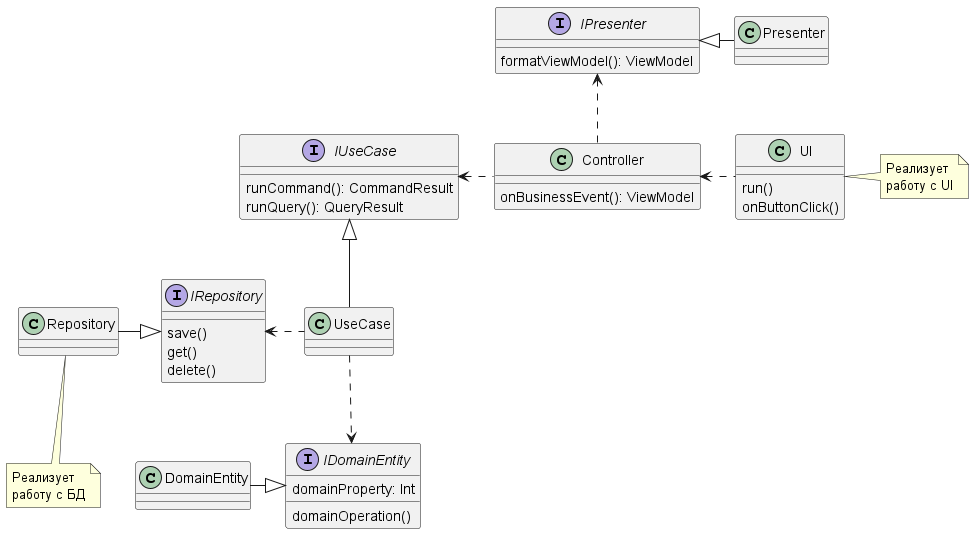 I IPresenter
formatViewModel(): ViewModel
C Presenter
I IUseCase
runCommand(): CommandResult
runQuery(): QueryResult
C Controller
onBusinessEvent(): ViewModel
C UI
run()
onButtonClick()
Реализует
работу с UI
C Repository
I IRepository
save()
get()
delete()
C UseCase
Реализует
работу с БД
C DomainEntity
I IDomainEntity
domainProperty: Int
domainOperation()